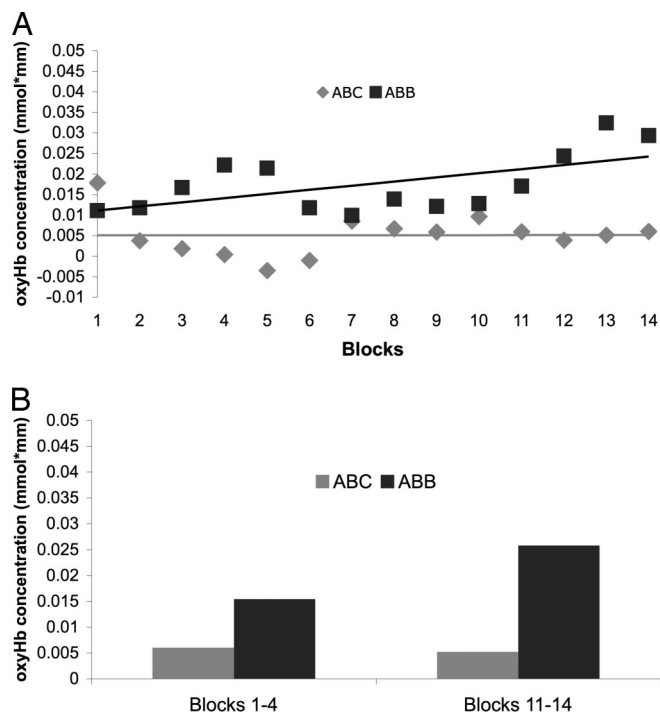 A
oxyHb concentration (mmol*mm)
0.05
0.045
0.04
0.035
0.03
0.025
0.02
0.015
0.01
0.005
0
-0.005
-0.01
ABC ABB
1 2 3 4 5 6 7 8 9 10 11 12 13 14
Blocks
B
oxyHb concentration (mmol*mm)
0.05
0.045
0.04
0.035
0.03
0.025
0.02
0.015
0.01
0.005
0
ABC ABB
Blocks 1-4 Blocks 11-14